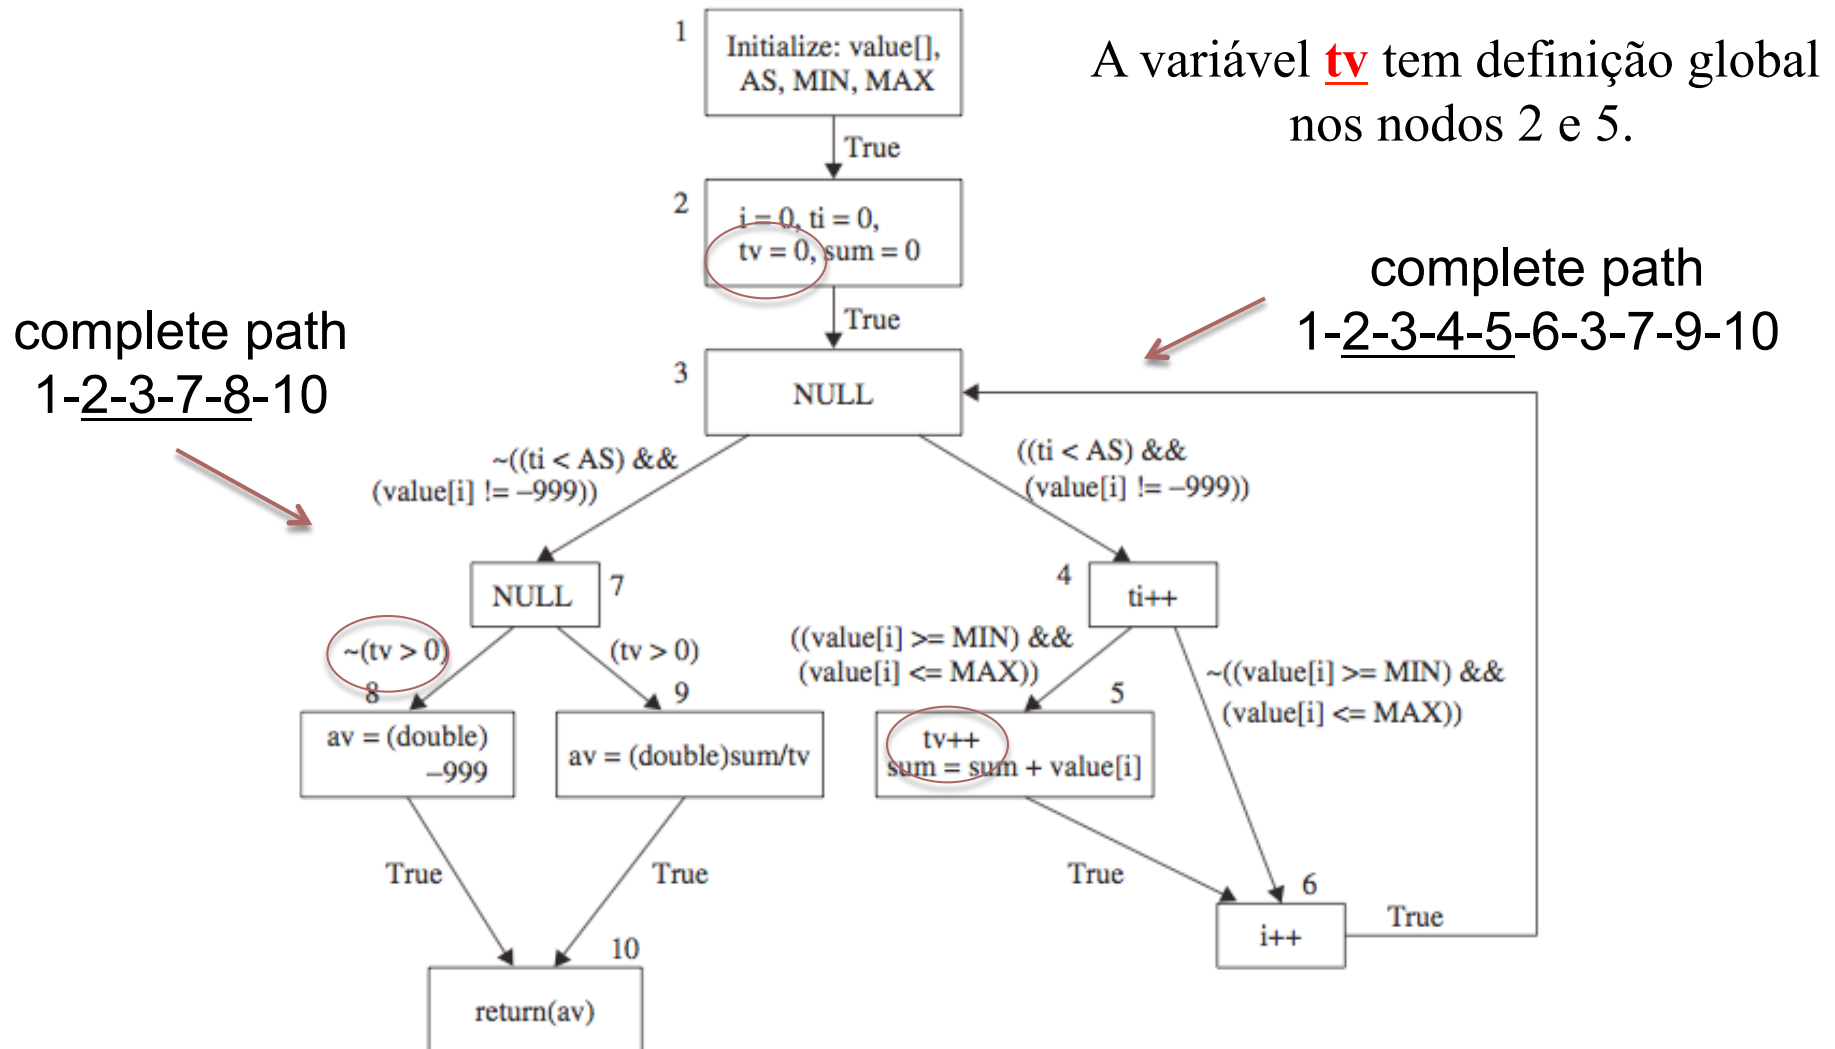 1
Initialize: value[],
AS, MIN, MAX
A variável tv tem definição global
nos nodos 2 e 5.
True
2
i = 0, ti = 0,
tv = 0, sum = 0
True
complete path
1-2-3-4-5-6-3-7-9-10
complete path
1-2-3-7-8-10
3
NULL
~((ti < AS) &&
(value[i] != –999))
((ti < AS) &&
(value[i] != –999))
NULL
7
4
ti++
~(tv > 0)
(tv > 0)
((value[i] >= MIN) &&
(value[i] <= MAX))
~((value[i] >= MIN) &&
(value[i] <= MAX))
8
av = (double)
–999
9
av = (double)sum/tv
5
tv++
sum = sum + value[i]
True
True
True
6
i++
True
10
return(av)